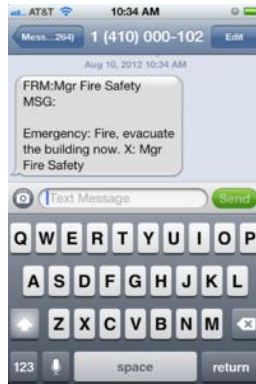 AT&T 10:34 AM
Mess...264) 1 (410) 000-102 Edit
Aug 10, 2012 10:34 AM
FRM:Mgr Fire Safety
MSG:
Emergency: Fire, evacuate
the building now. X: Mgr
Fire Safety
Text Message Send
Q W E R T Y U I O P
A S D F G H J K L
Z X C V B N M
123 space return